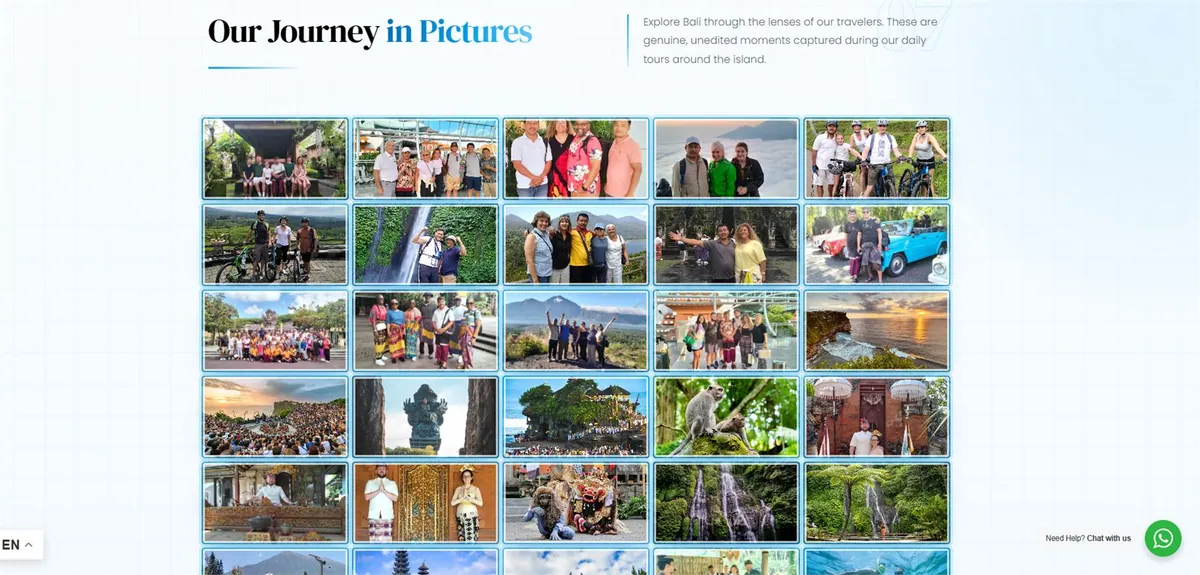 Our Journey in Pictures
Explore Bali through the lenses of our travelers. These are
genuine, unedited moments captured during our daily
tours around the island.
EN
Need Help? Chat with us